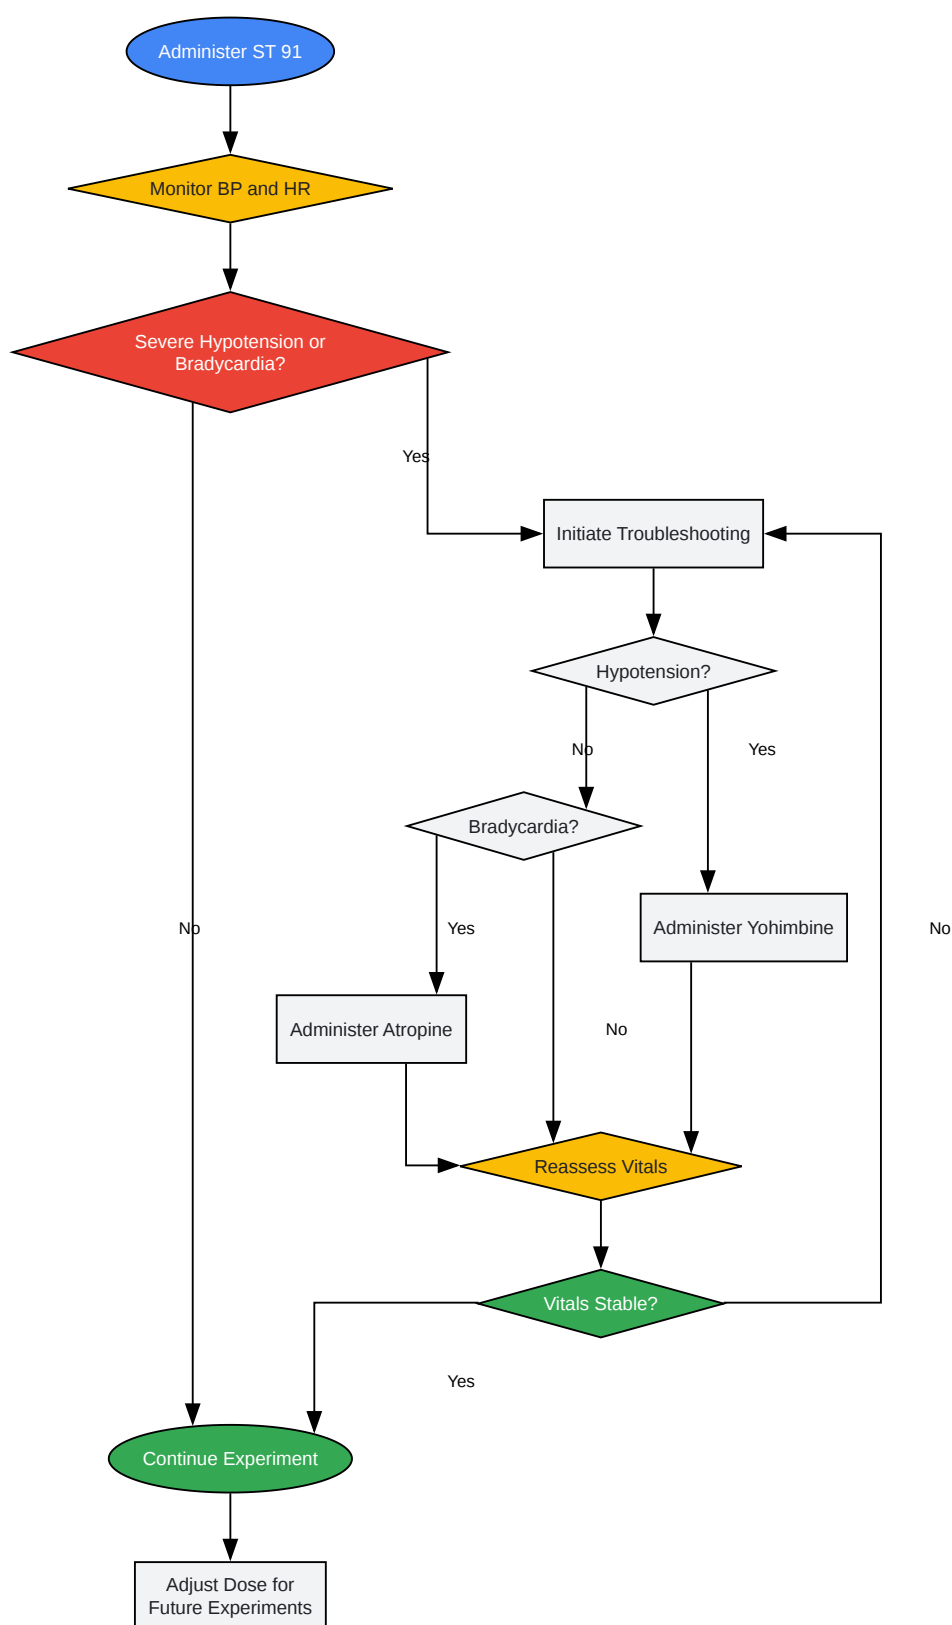 Administer ST 91
Monitor BP and HR
Severe Hypotension or
Bradycardia?
Yes
Initiate Troubleshooting
Hypotension?
No
Yes
Bradycardia?
No
Yes
Administer Yohimbine
No
Administer Atropine
No
Reassess Vitals
Vitals Stable?
Yes
Continue Experiment
Adjust Dose for
Future Experiments